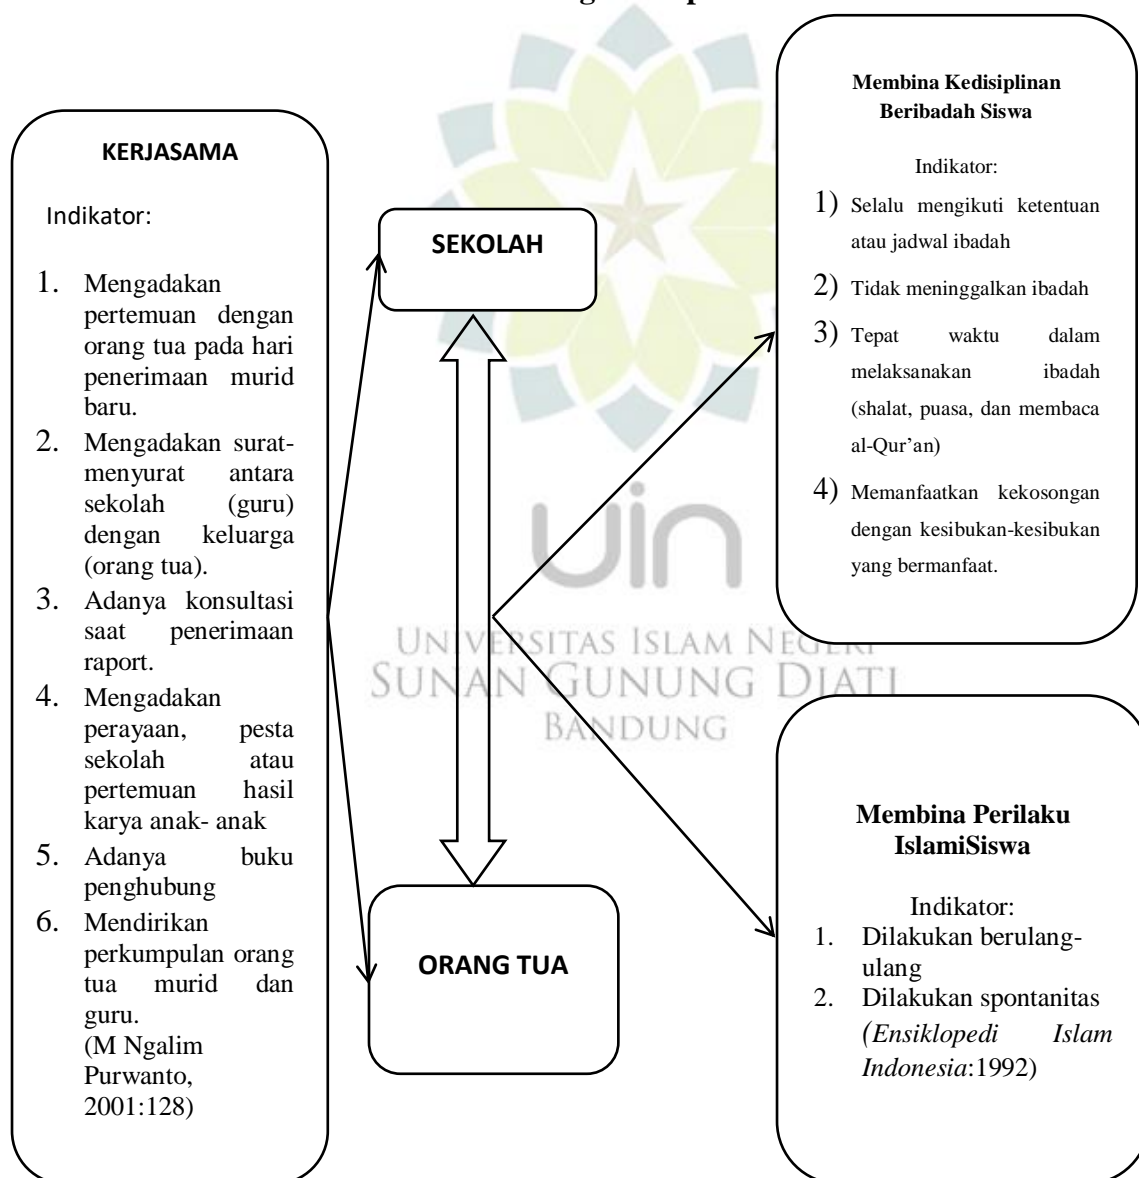 KERJASAMA
Indikator:
1. Mengadakan
pertemuan dengan
orang tua pada hari
penerimaan murid
baru.
2. Mengadakan surat-
menyurat antara
sekolah (guru)
dengan keluarga
(orang tua).
3. Adanya konsultasi
saat penerimaan
raport.
4. Mengadakan
perayaan, pesta
sekolah atau
pertemuan hasil
karya anak- anak
5. Adanya buku
penghubung
6. Mendirikan
perkumpulan orang
tua murid dan
guru.
(M Ngalim
Purwanto,
2001:128)
SEKOLAH
ORANG TUA
Membina Kedisiplinan
Beribadah Siswa
Indikator:
1) Selalu mengikuti ketentuan
atau jadwal ibadah
2) Tidak meninggalkan ibadah
3) Tepat waktu dalam
melaksanakan ibadah
(shalat, puasa, dan membaca
al-Qur’an)
4) Memanfaatkan kekosongan
dengan kesibukan-kesibukan
yang bermanfaat.
Membina Perilaku
IslamiSiswa
Indikator:
1. Dilakukan berulang-
ulang
2. Dilakukan spontanitas
(Ensiklopedi Islam
Indonesia:1992)
uin
UNIVERSITAS ISLAM NEGERI
SUNAN GUNUNG DJATI
BANDUNG